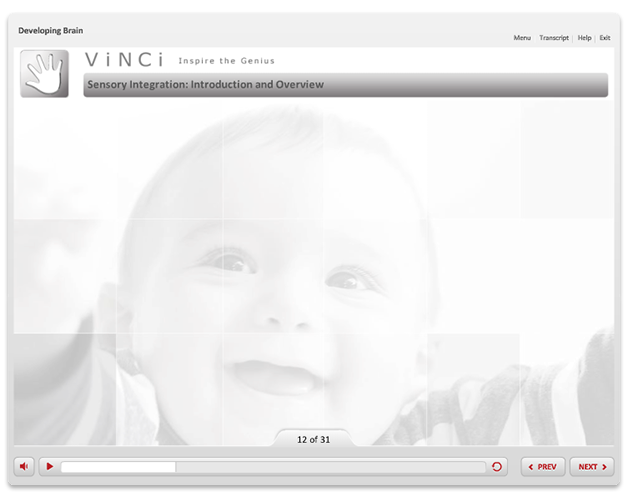 Developing Brain
Menu Transcript | Help | Exit
ViNCi Inspire the Genius
Sensory Integration: Introduction and Overview
12 of 31
PREV NEXT